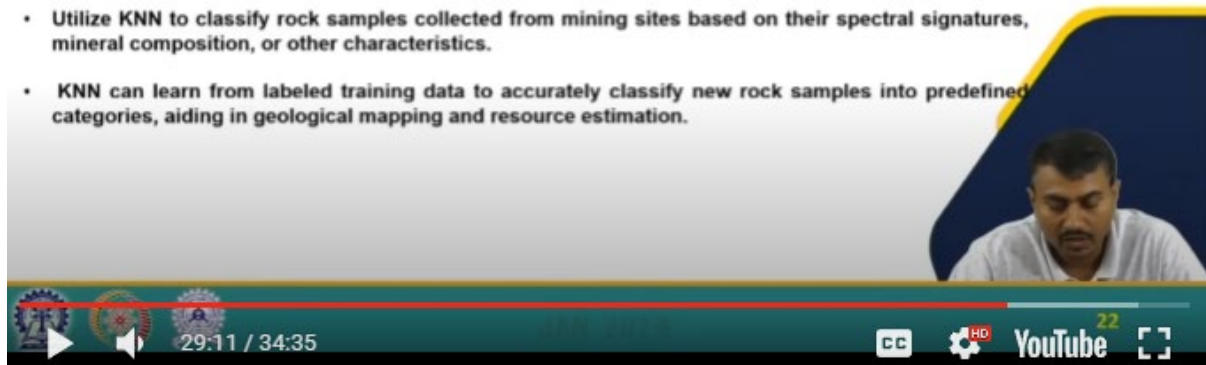 • Utilize KNN to classify rock samples collected from mining sites based on their spectral signatures,
mineral composition, or other characteristics.
• KNN can learn from labeled training data to accurately classify new rock samples into predefined
categories, aiding in geological mapping and resource estimation.
22
29:11 / 34:35
CC
HD
YouTube